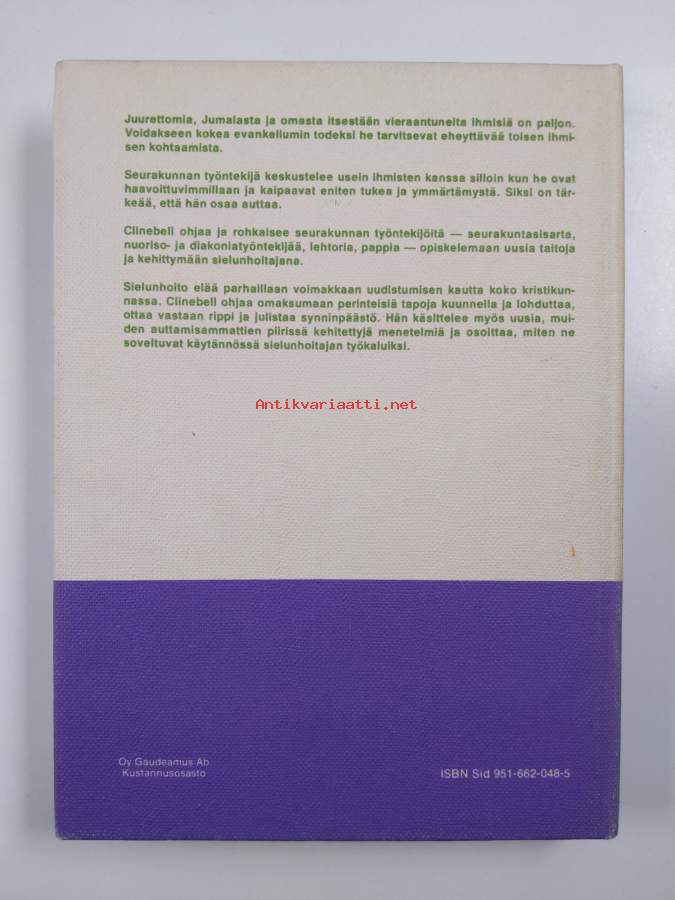 Juurettomia, Jumalasta ja omasta itsestään vieraantuneita ihmisiä on paljon.
Voidakseen kokea evankeliumin todeksi he tarvitsevat eheyttävää toisen ihmi-
sen kohtaamista.
Seurakunnan työntekijä keskustelee usein ihmisten kanssa silloin kun he ovat
haavoittuvimmillaan ja kaipaavat eniten tukea ja ymmärtämystä. Siksi on tär-
keää, että hän osaa auttaa.
Clinebell ohjaa ja rohkaisee seurakunnan työntekijöitä — seurakuntasisarta,
nuoriso- ja diakoniatyöntekijää, lehtoria, pappia — opiskelemaan uusia taitoja
ja kehittymään sielunhoitajana.
Sielunhoito elää parhaillaan voimakkaan uudistumisen kautta koko kristikun-
nassa. Clinebell ohjaa omaksumaan perinteisiä tapoja kuunnella ja lohduttaa,
ottaa vastaan rippi ja julistaa synninpäästö. Hän käsittelee myös uusia, mui-
den auttamisammattien piirissä kehitettyjä menetelmiä ja osoittaa, miten ne
soveltuvat käytännössä sielunhoitajan työkaluiksi.
Antikvariaatti.net
Oy Gaudeamus Ab
Kustannusosasto
ISBN Sid 951-662-048-5